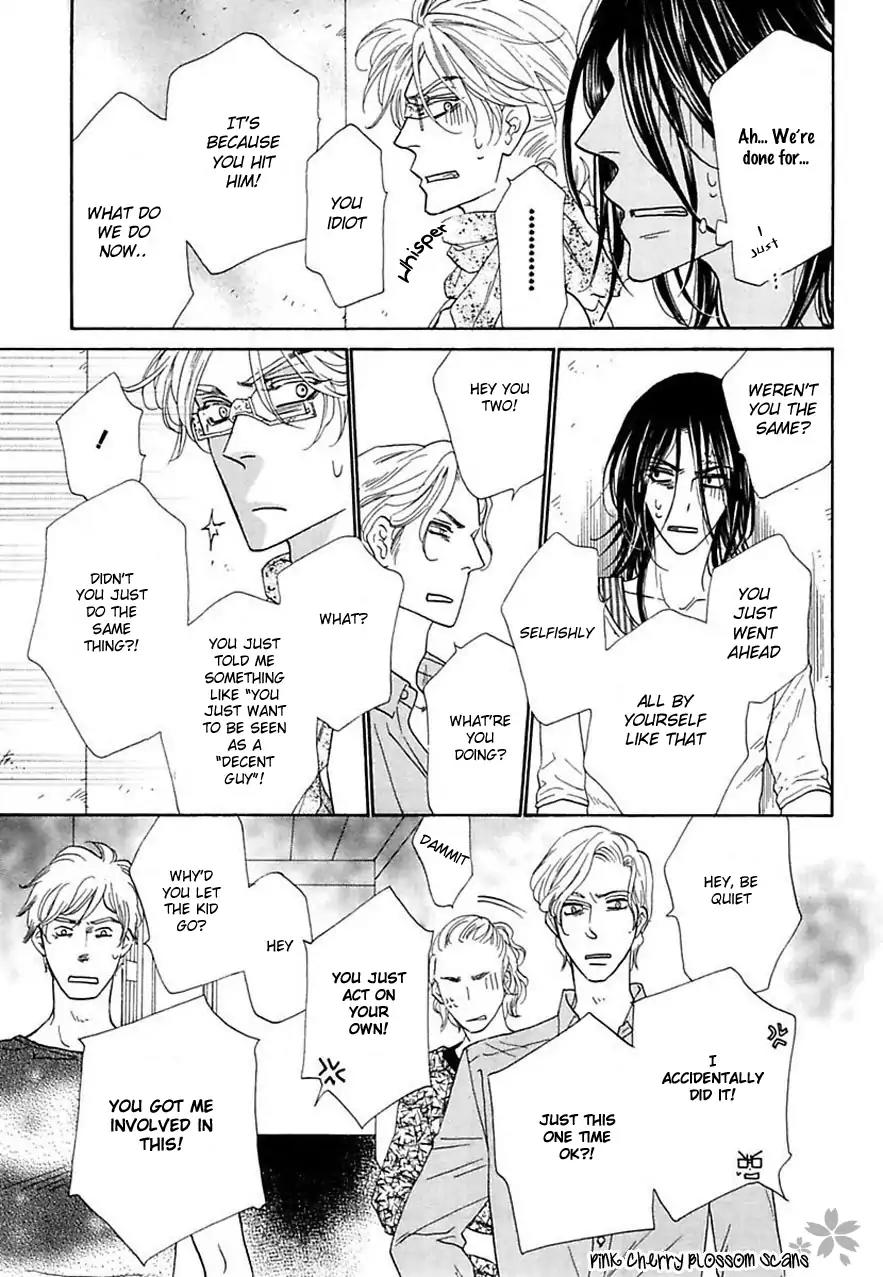 Ah... We're
done for...
I
just
...
..........
YOU
IDIOT
Whisper
IT'S
BECAUSE
YOU HIT
HIM!
WHAT DO
WE DO
NOW..
WEREN'T
YOU THE
SAME?
YOU
JUST
WENT
AHEAD
SELFISHLY
ALL BY
YOURSELF
LIKE THAT
HEY YOU
TWO!
WHAT'RE
YOU
DOING?
!
WHAT?
YOU JUST
TOLD ME
SOMETHING
LIKE "YOU
JUST WANT
TO BE SEEN
AS A
"DECENT
GUY"!
DIDN'T
YOU JUST
DO THE
SAME
THING?!
HEY, BE
QUIET
DAMMIT
I
ACCIDENTALLY
DID IT!
JUST THIS
ONE TIME
OK?!
WHY'D
YOU LET
THE KID
GO?
HEY
YOU JUST
ACT ON
YOUR
OWN!
YOU GOT ME
INVOLVED IN
THIS!
Pink Cherry Blossom Scans